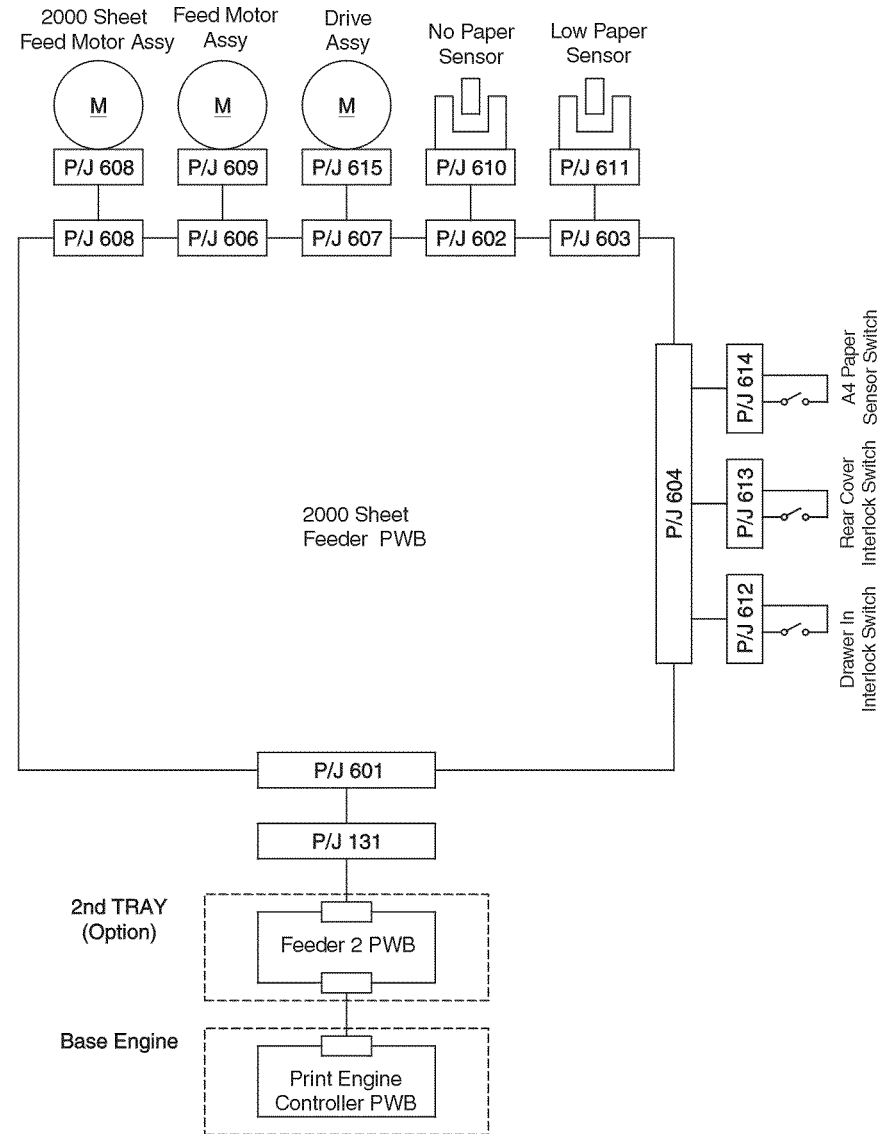 2000 Sheet
Feed Motor Assy
Feed Motor
Assy
Drive
Assy
No Paper
Sensor
Low Paper
Sensor
M
M
M
P/J 608
P/J 609
P/J 615
P/J 610
P/J 611
P/J 608
P/J 606
P/J 607
P/J 602
P/J 603
P/J 604
P/J 614
A4 Paper
Sensor Switch
P/J 613
Rear Cover
Interlock Switch
P/J 612
Drawer In
Interlock Switch
2000 Sheet
Feeder PWB
P/J 601
P/J 131
2nd TRAY
(Option)
Feeder 2 PWB
Base Engine
Print Engine
Controller PWB